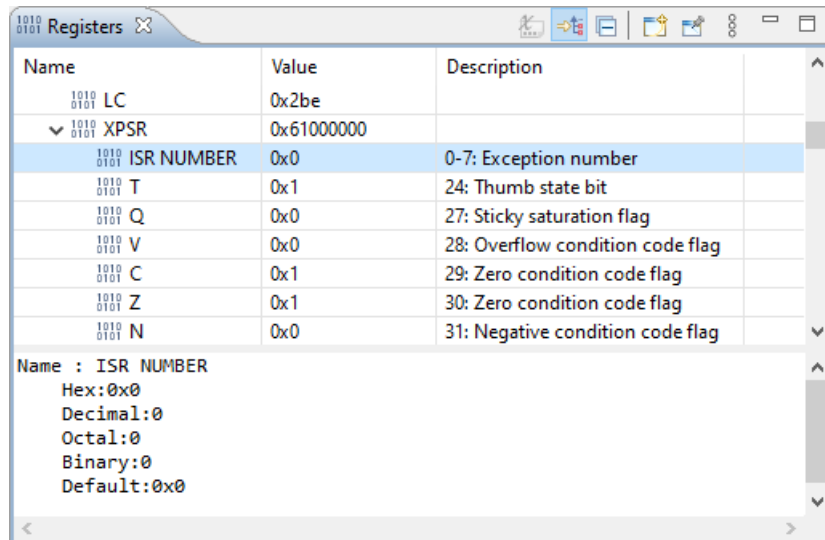 Registers
Name Value Description
LC 0x2be
XPSR 0x61000000
ISR NUMBER 0x0 0-7: Exception number
T 0x1 24: Thumb state bit
Q 0x0 27: Sticky saturation flag
V 0x0 28: Overflow condition code flag
C 0x1 29: Zero condition code flag
Z 0x1 30: Zero condition code flag
N 0x0 31: Negative condition code flag
Name : ISR NUMBER
Hex:0x0
Decimal:0
Octal:0
Binary:0
Default:0x0